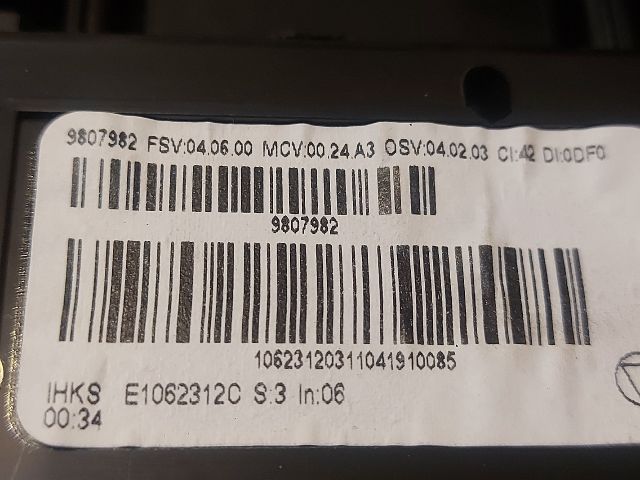 9807982 FSV:04.06.00 MCV:00.24.A3 OSV:04.02.03 CI:42 DI:0DF0
9807982
10623120311041910085
IHKS E1062312C S:3 In:06
00:34